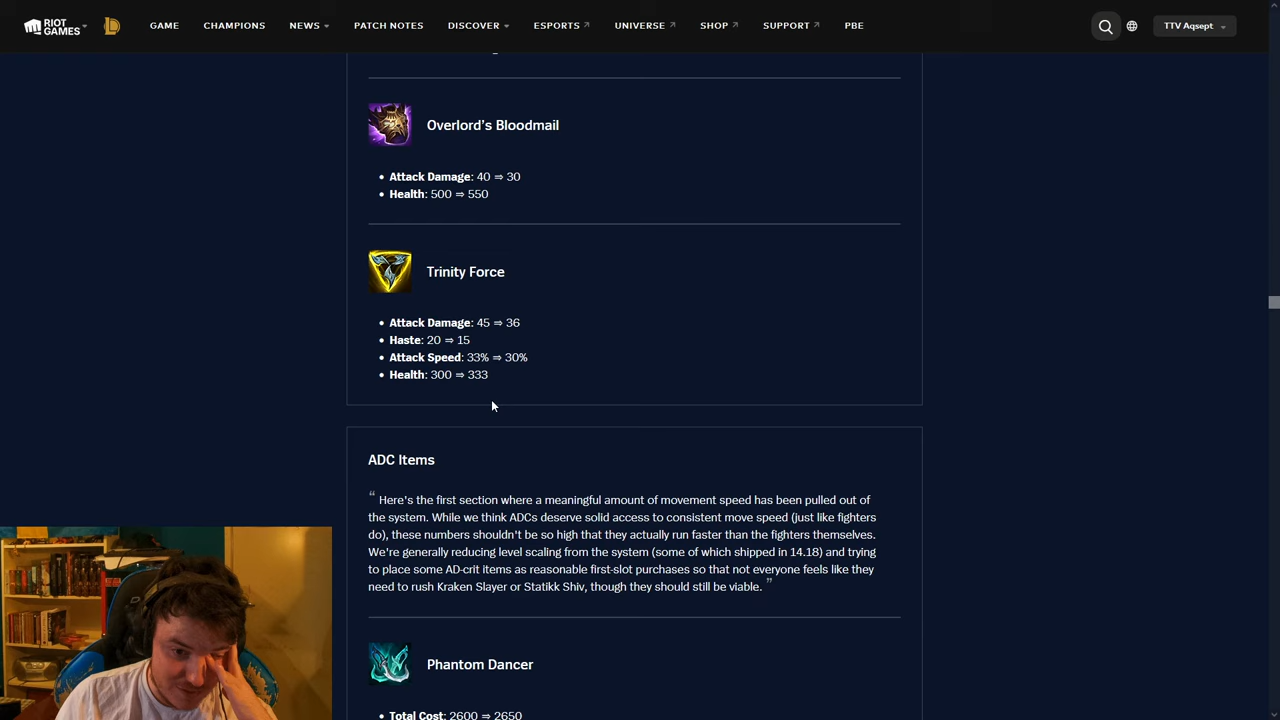 RIOT GAMES
GAME
CHAMPIONS
NEWS
PATCH NOTES
DISCOVER
ESPORTS
UNIVERSE
SHOP
SUPPORT
PBE
TTV Aqsept
Overlord’s Bloodmail
• Attack Damage: 40 ⇒ 30
• Health: 500 ⇒ 550
Trinity Force
• Attack Damage: 45 ⇒ 36
• Haste: 20 ⇒ 15
• Attack Speed: 33% ⇒ 30%
• Health: 300 ⇒ 333
ADC Items
“ Here's the first section where a meaningful amount of movement speed has been pulled out of
the system. While we think ADCs deserve solid access to consistent move speed (just like fighters
do), these numbers shouldn't be so high that they actually run faster than the fighters themselves.
We're generally reducing level scaling from the system (some of which shipped in 14.18) and trying
to place some AD-crit items as reasonable first-slot purchases so that not everyone feels like they
need to rush Kraken Slayer or Statikk Shiv, though they should still be viable. ”
Phantom Dancer
• Total Cost: 2600 ⇒ 2650